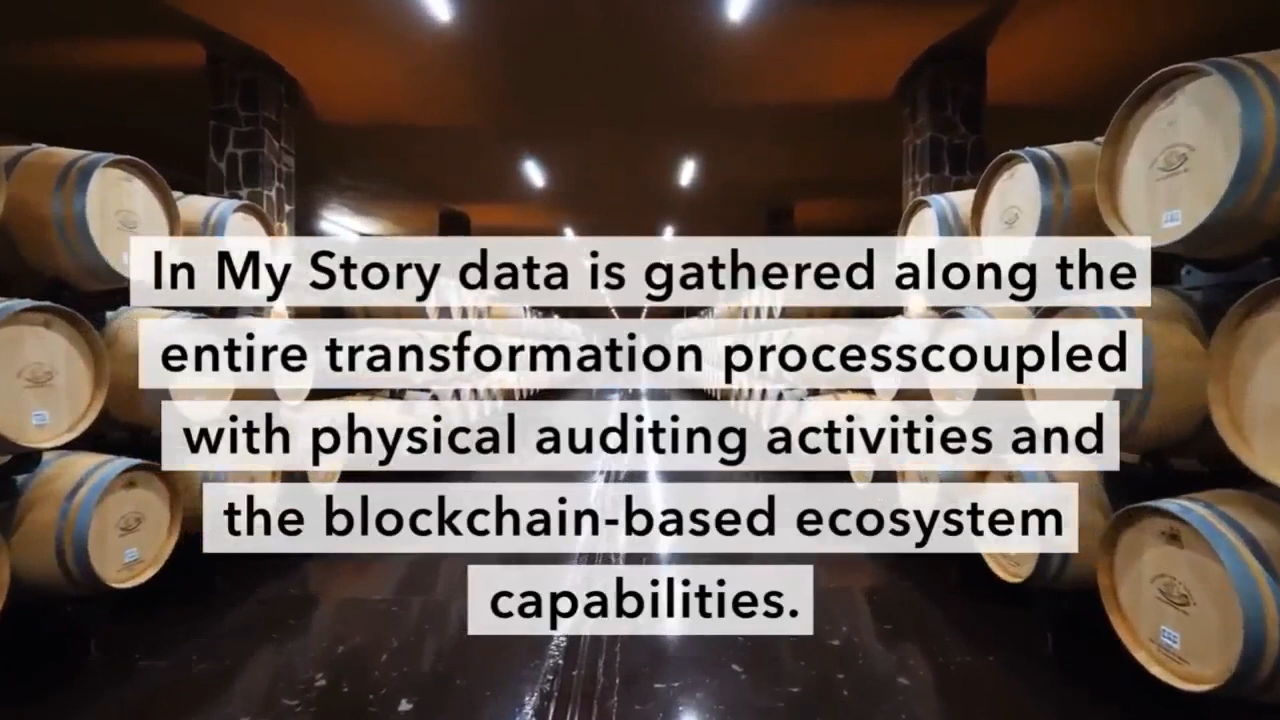 In My Story data is gathered along the
entire transformation processcoupled
with physical auditing activities and
the blockchain-based ecosystem
capabilities.